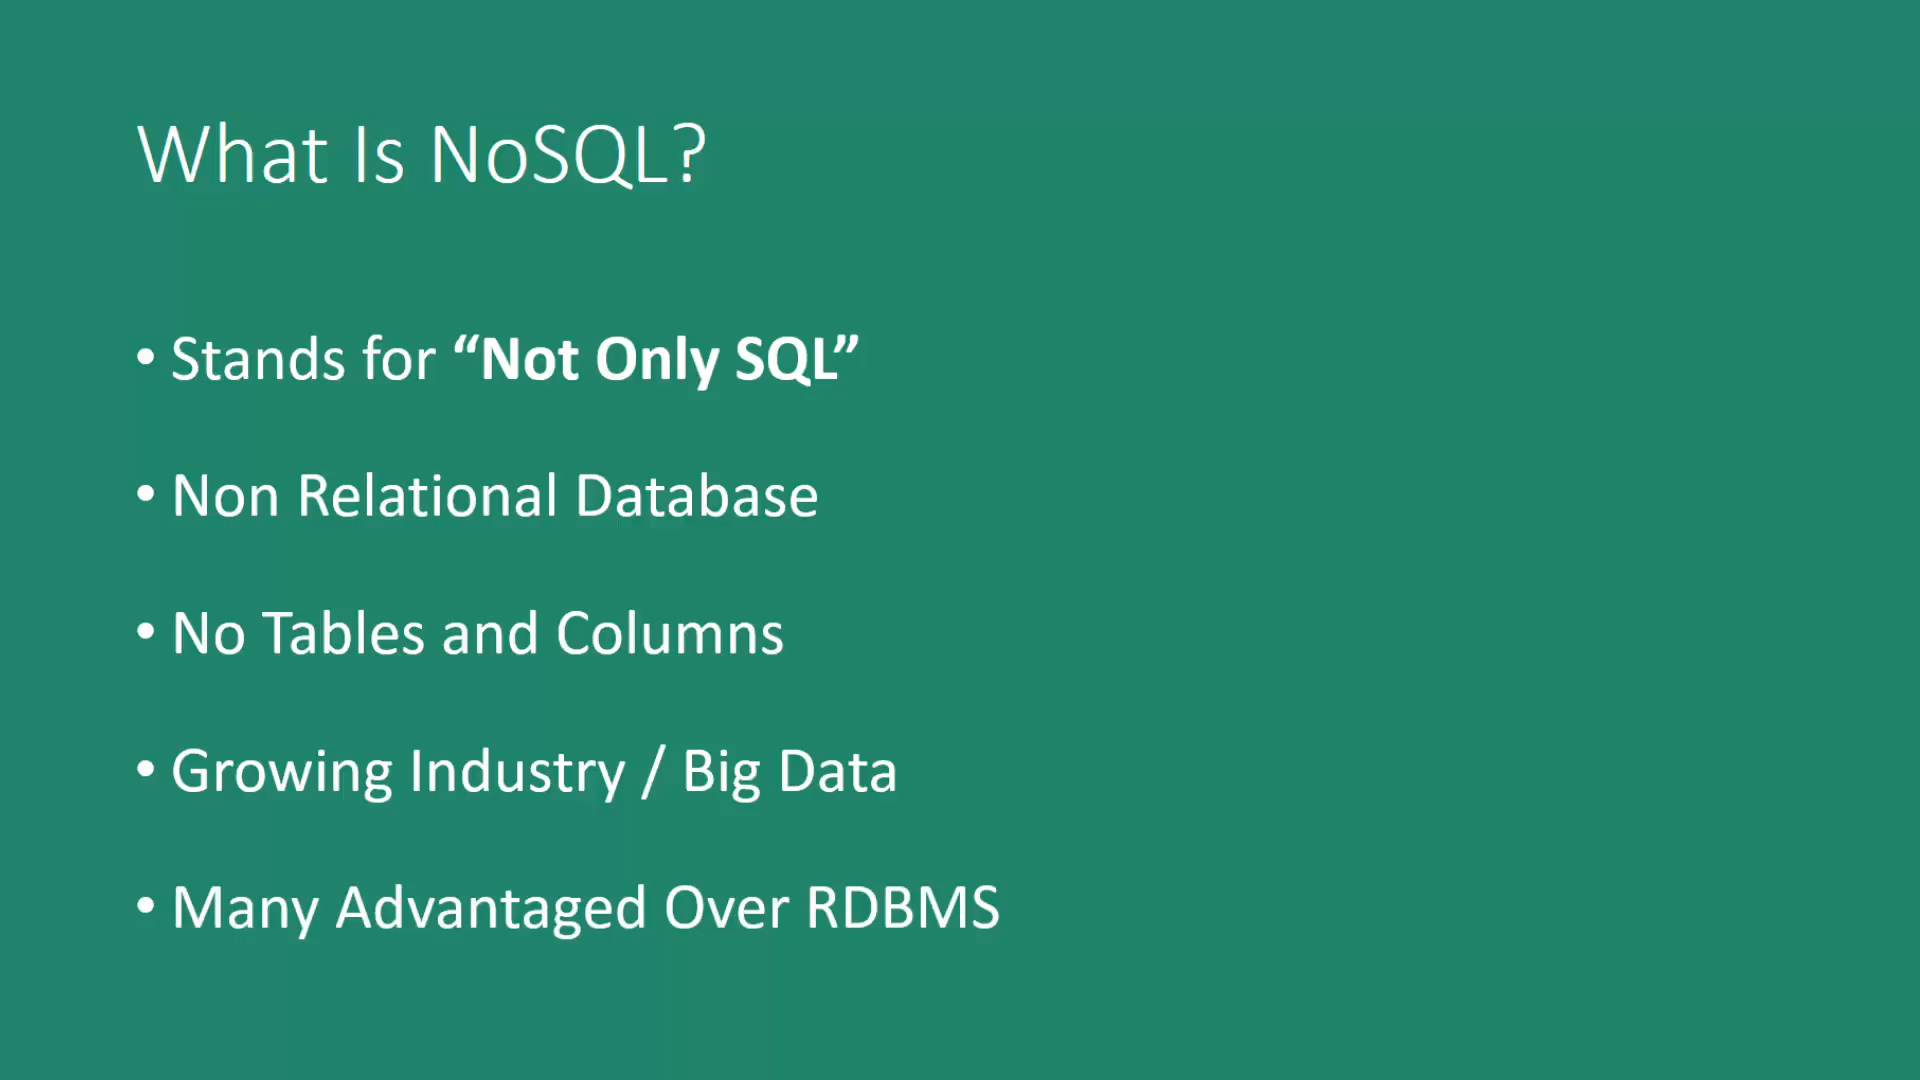 What Is NoSQL?
• Stands for “Not Only SQL”
• Non Relational Database
• No Tables and Columns
• Growing Industry / Big Data
• Many Advantaged Over RDBMS